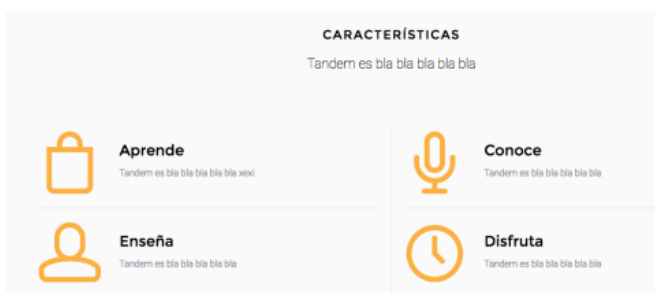 CARACTERÍSTICAS
Tandem es bla bla bla bla bla
Aprende
Tandem es bla bla bla bla bla xexi
Conoce
Tandem es bla bla bla bla bla
Enseña
Tandem es bla bla bla bla bla
Disfruta
Tandem es bla bla bla bla bla